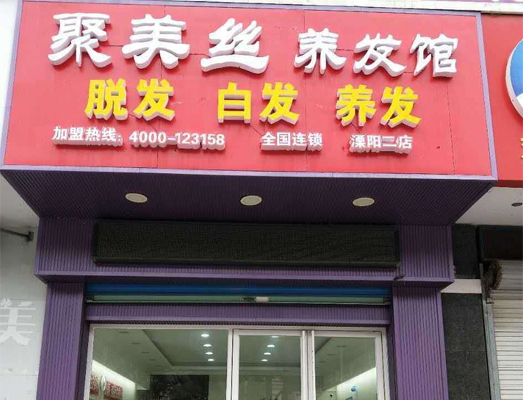 聚美丝 养发馆
脱发 白发 养发
加盟热线: 4000-123158 全国连锁 溧阳二店
美